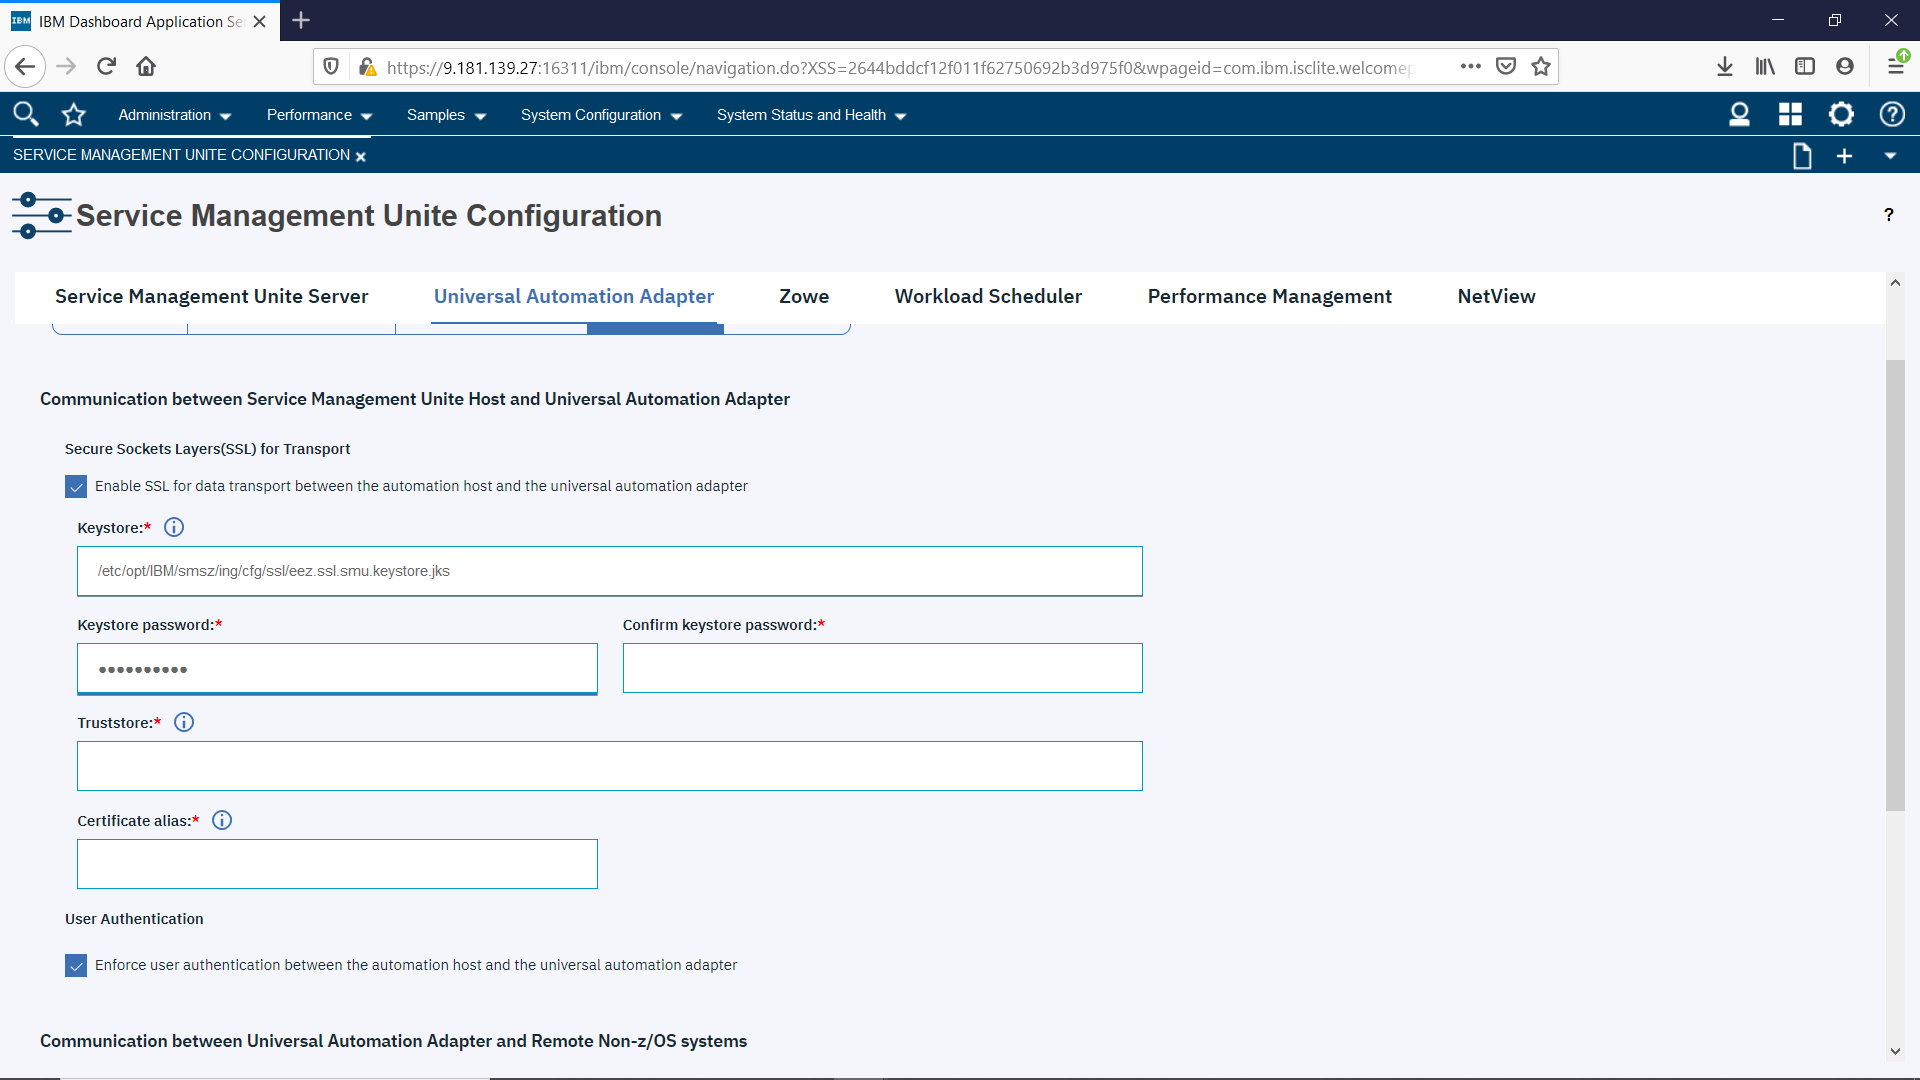 IBM Dashboard Application Se
https://9.181.139.27:16311/ibm/console/navigation.do?XSS=2644bddcf12f011f62750692b3d975f0&wpageid=com.ibm.isclite.welcomep
Administration Performance Samples System Configuration System Status and Health
SERVICE MANAGEMENT UNITE CONFIGURATION
Service Management Unite Configuration
?
Service Management Unite Server Universal Automation Adapter Zowe Workload Scheduler Performance Management NetView
Communication between Service Management Unite Host and Universal Automation Adapter
Secure Sockets Layers(SSL) for Transport
Enable SSL for data transport between the automation host and the universal automation adapter
Keystore:*
/etc/opt/IBM/smsz/ing/cfg/ssl/eez.ssl.smu.keystore.jks
Keystore password:* Confirm keystore password:*
••••••••••
Truststore:*
Certificate alias:*
User Authentication
Enforce user authentication between the automation host and the universal automation adapter
Communication between Universal Automation Adapter and Remote Non-z/OS systems